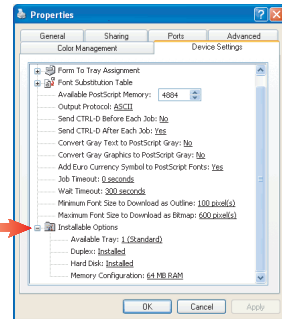 Properties
General Sharing Ports Advanced
Color Management Device Settings
Form To Tray Assignment
Font Substitution Table
Available PostScript Memory: 4884
Output Protocol: ASCII
Send CTRL-D Before Each Job: No
Send CTRL-D After Each Job: Yes
Convert Gray Text to PostScript Gray: No
Convert Gray Graphics to PostScript Gray: No
Add Euro Currency Symbol to PostScript Fonts: Yes
Job Timeout: 0 seconds
Wait Timeout: 300 seconds
Minimum Font Size to Download as Outline: 100 pixel(s)
Maximum Font Size to Download as Bitmap: 600 pixel(s)
Installable Options
Available Tray: 1 (Standard)
Duplex: Installed
Hard Disk: Installed
Memory Configuration: 64 MB RAM
OK Cancel Apply